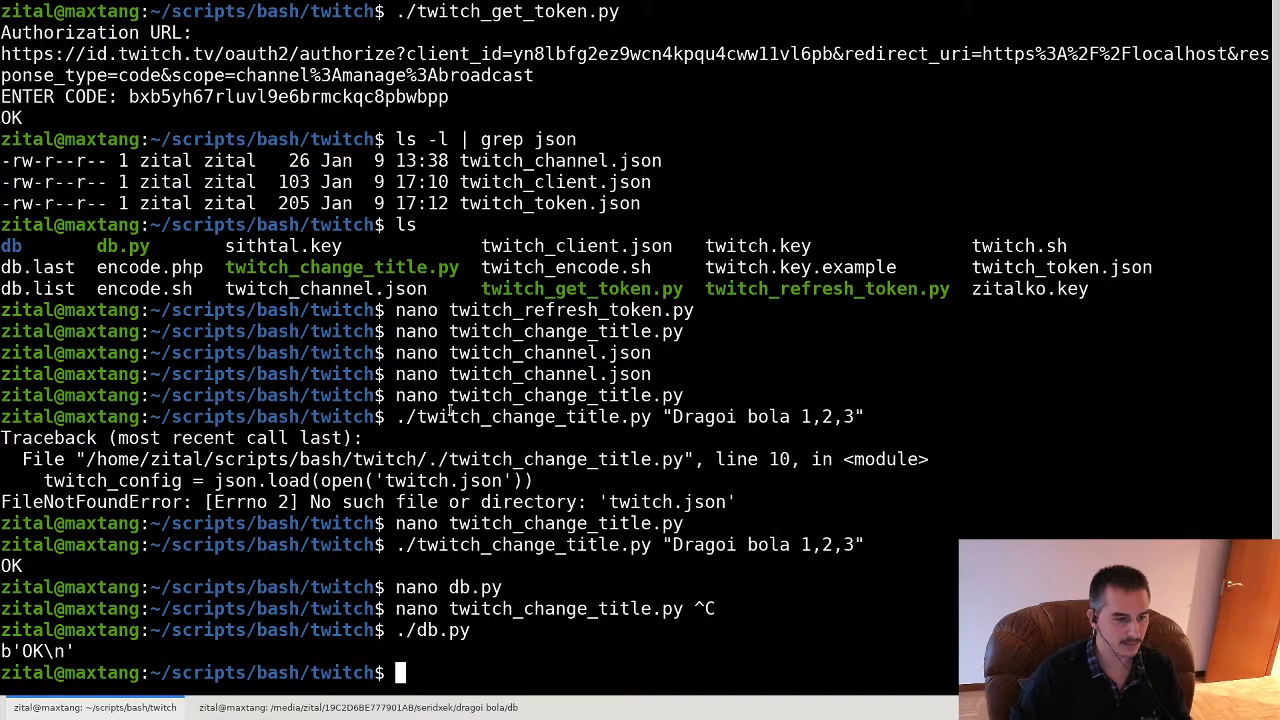 zital@maxtang:~/scripts/bash/twitch$ ./twitch_get_token.py
Authorization URL:
https://id.twitch.tv/oauth2/authorize?client_id=yn8lbfg2ez9wcn4kpqu4cww11vl6pb&redirect_uri=https%3A%2F%2Flocalhost&res
ponse_type=code&scope=channel%3Amanage%3Abroadcast
ENTER CODE: bxb5yh67rluvl9e6brmckqc8pbwbpp
OK
zital@maxtang:~/scripts/bash/twitch$ ls -l | grep json
-rw-r--r-- 1 zital zital   26 Jan  9 13:38 twitch_channel.json
-rw-r--r-- 1 zital zital  103 Jan  9 17:10 twitch_client.json
-rw-r--r-- 1 zital zital  205 Jan  9 17:12 twitch_token.json
zital@maxtang:~/scripts/bash/twitch$ ls
db       db.py       sithtal.key             twitch_client.json   twitch.key               twitch.sh
db.last  encode.php  twitch_change_title.py  twitch_encode.sh     twitch.key.example       twitch_token.json
db.list  encode.sh   twitch_channel.json     twitch_get_token.py  twitch_refresh_token.py  zitalko.key
zital@maxtang:~/scripts/bash/twitch$ nano twitch_refresh_token.py
zital@maxtang:~/scripts/bash/twitch$ nano twitch_change_title.py
zital@maxtang:~/scripts/bash/twitch$ nano twitch_channel.json
zital@maxtang:~/scripts/bash/twitch$ nano twitch_channel.json
zital@maxtang:~/scripts/bash/twitch$ nano twitch_change_title.py
zital@maxtang:~/scripts/bash/twitch$ ./twitch_change_title.py "Dragoi bola 1,2,3"
Traceback (most recent call last):
  File "/home/zital/scripts/bash/twitch/./twitch_change_title.py", line 10, in <module>
    twitch_config = json.load(open('twitch.json'))
FileNotFoundError: [Errno 2] No such file or directory: 'twitch.json'
zital@maxtang:~/scripts/bash/twitch$ nano twitch_change_title.py
zital@maxtang:~/scripts/bash/twitch$ ./twitch_change_title.py "Dragoi bola 1,2,3"
OK
zital@maxtang:~/scripts/bash/twitch$ nano db.py
zital@maxtang:~/scripts/bash/twitch$ nano twitch_change_title.py ^C
zital@maxtang:~/scripts/bash/twitch$ ./db.py
b'OK\n'
zital@maxtang:~/scripts/bash/twitch$
zital@maxtang: ~/scripts/bash/twitch
zital@maxtang: /media/zital/19C2D6BE777901AB/seridxek/dragoi bola/db